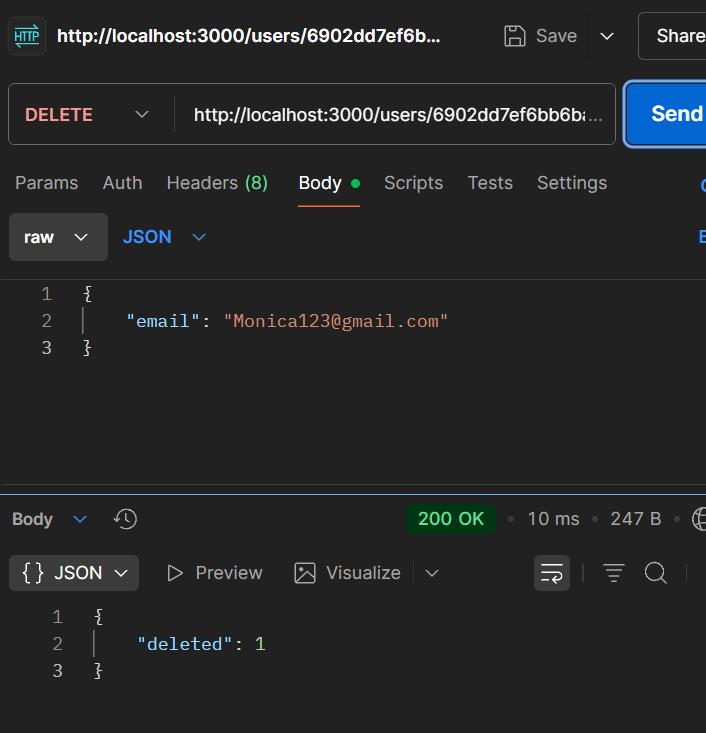 HTTP http://localhost:3000/users/6902dd7ef6b... Save Share
DELETE http://localhost:3000/users/6902dd7ef6bb6ba... Send
Params Auth Headers (8) Body Scripts Tests Settings
raw JSON
1 {
2 "email": "Monica123@gmail.com"
3 }
Body 200 OK • 10 ms • 247 B •
{} JSON Preview Visualize
1 {
2 "deleted": 1
3 }